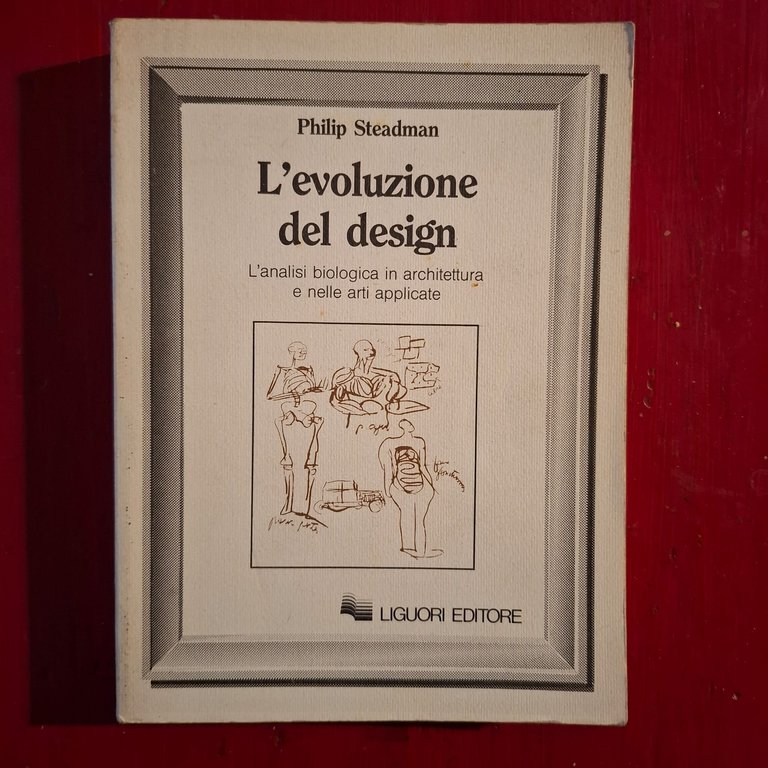 Philip Steadman
L'evoluzione
del design
L'analisi biologica in architettura
e nelle arti applicate
LIGUORI EDITORE